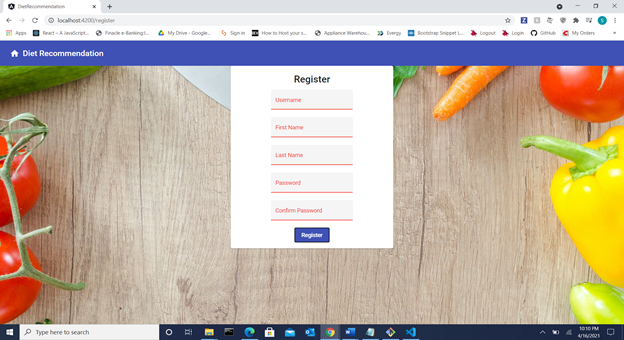 DietRecommendation
localhost:4200/register
Apps
React – A JavaScript...
Finacle e-Banking:l...
My Drive - Google...
Sign in
How to Host your s...
Appliance Warehou...
Evergy
Bootstrap Snippet L...
Logout
Login
GitHub
My Orders
Diet Recommendation
Register
Username
First Name
Last Name
Password
Confirm Password
Register
Type here to search
10:10 PM
4/16/2021